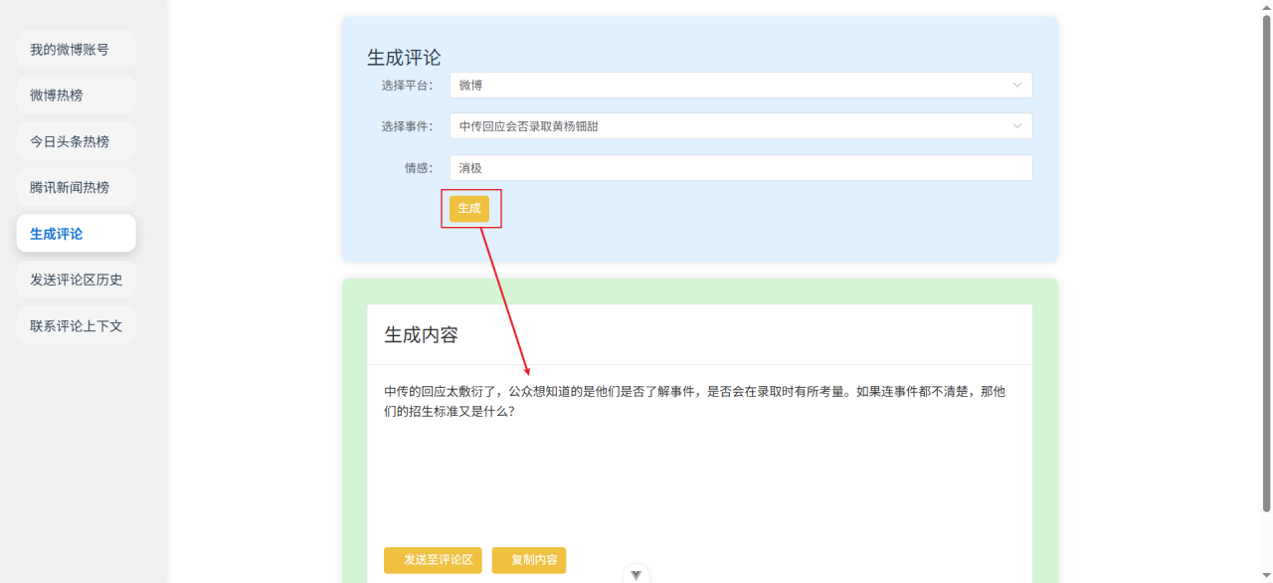 我的微博账号
微博热榜
今日头条热榜
腾讯新闻热榜
生成评论
发送评论区历史
联系评论上下文
生成评论
选择平台: 微博
选择事件: 中传回应会否录取黄杨钿甜
情感: 消极
生成
生成内容
中传的回应太敷衍了，公众想知道的是他们是否了解事件，是否会在录取时有所考量。如果连事件都不清楚，那他
们的招生标准又是什么？
发送至评论区 复制内容